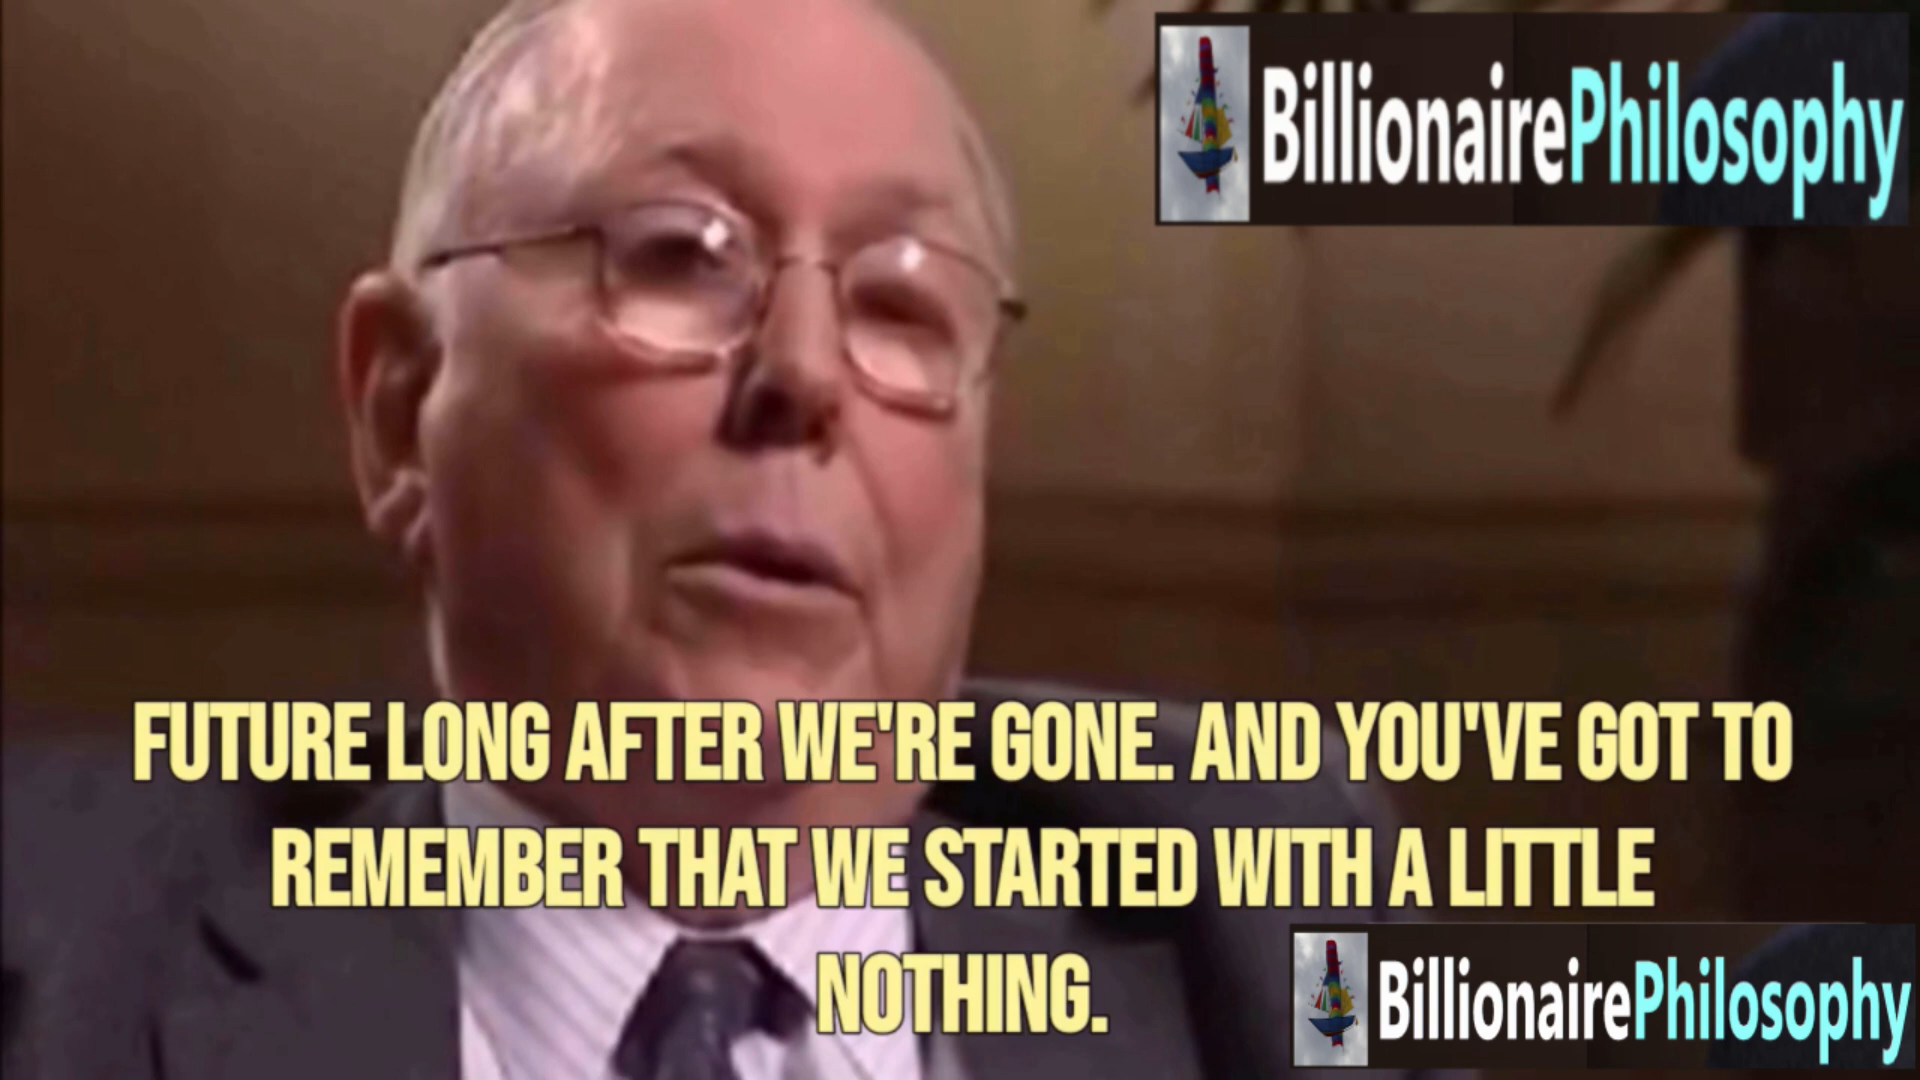 BillionairePhilosophy
FUTURE LONG AFTER WE'RE GONE. AND YOU'VE GOT TO
REMEMBER THAT WE STARTED WITH A LITTLE
NOTHING.
BillionairePhilosophy